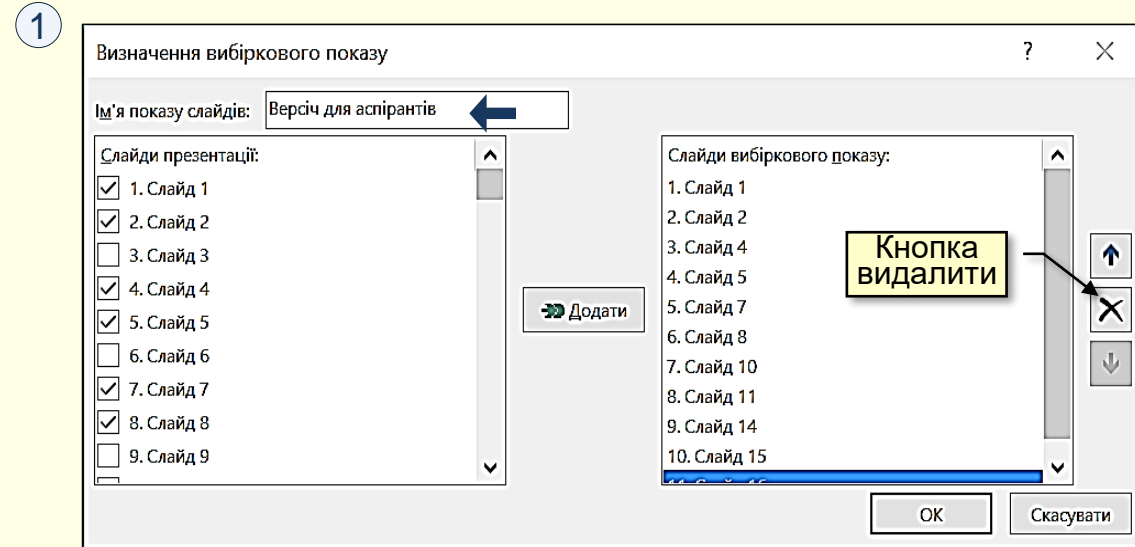 1
Визначення вибіркового показу
?
Ім'я показу слайдів:
Версіч для аспірантів
Слайди презентації:
1. Слайд 1
2. Слайд 2
3. Слайд 3
4. Слайд 4
5. Слайд 5
6. Слайд 6
7. Слайд 7
8. Слайд 8
9. Слайд 9
Додати
Слайди вибіркового показу:
1. Слайд 1
2. Слайд 2
3. Слайд 4
4. Слайд 5
5. Слайд 7
6. Слайд 8
7. Слайд 10
8. Слайд 11
9. Слайд 14
10. Слайд 15
Кнопка
видалити
ОК
Скасувати